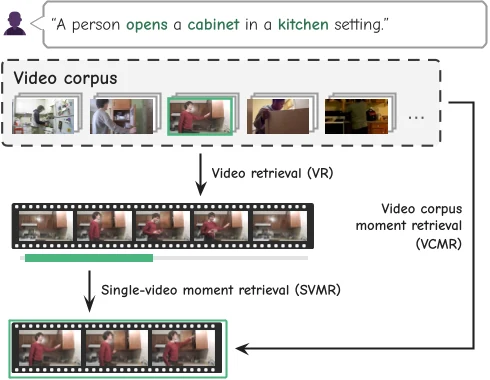 “A person opens a cabinet in a kitchen setting.”
Video corpus
...
Video retrieval (VR)
Video corpus
moment retrieval
(VCMR)
Single-video moment retrieval (SVMR)